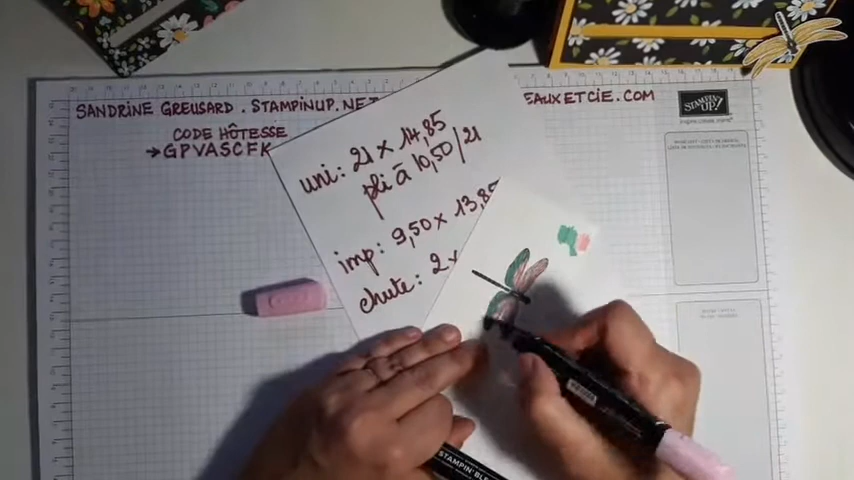 SANDRINE GREUSARD . STAMPINUP.NET
EAUXETCIE.COM
STAMPIN' UP!
CODE HÔTESSE
→ GPVASCFK
uni: 21 x 14,85
pli à 10,50/21
imp: 9,50 x 13,85
chute: 2 x
STAMPIN' BLE